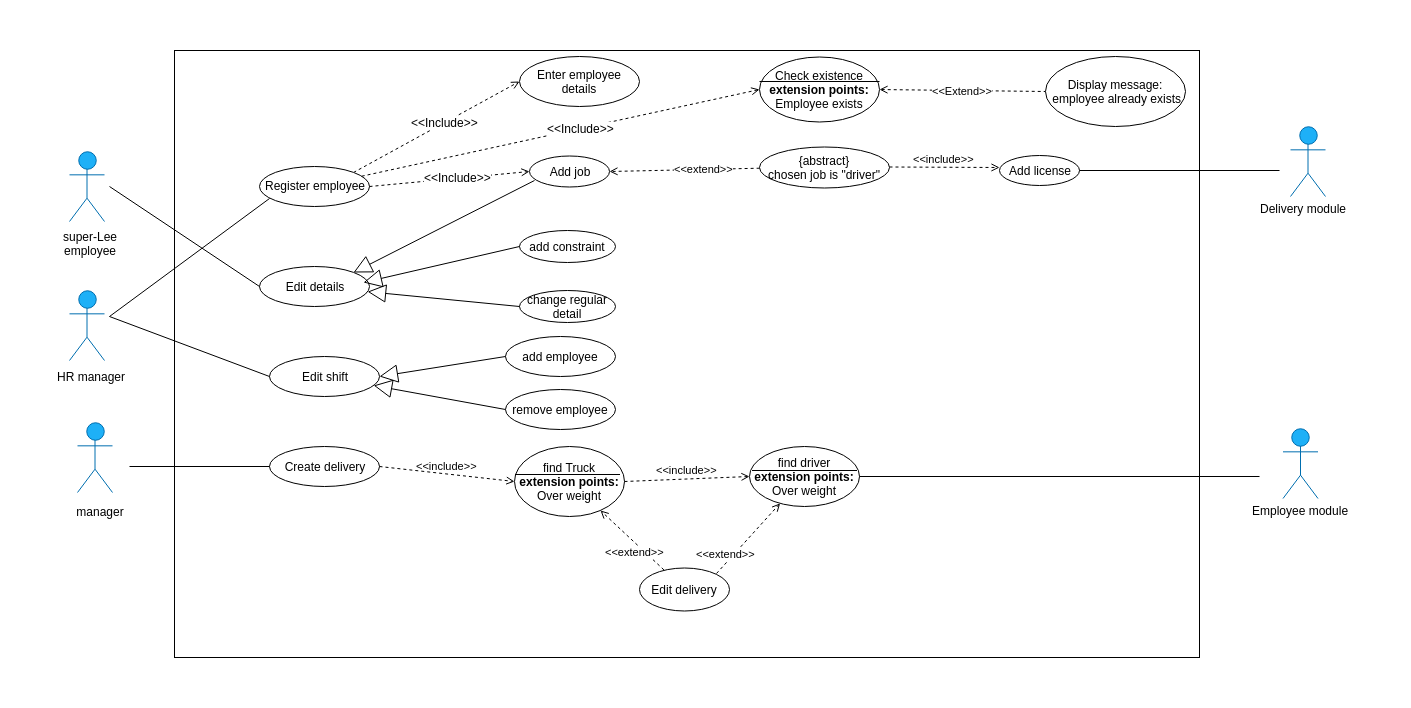 Enter employee
details
Check existence
extension points:
Employee exists
<<Extend>>
Display message:
employee already exists
<<Include>>
<<Include>>
super-Lee
employee
Register employee
<<Include>>
Add job
<<extend>>
{abstract}
chosen job is "driver"
<<include>>
Add license
Delivery module
add constraint
Edit details
change regular
detail
HR manager
Edit shift
add employee
remove employee
manager
Create delivery
<<include>>
find Truck
extension points:
Over weight
<<include>>
find driver
extension points:
Over weight
Employee module
<<extend>>
<<extend>>
Edit delivery